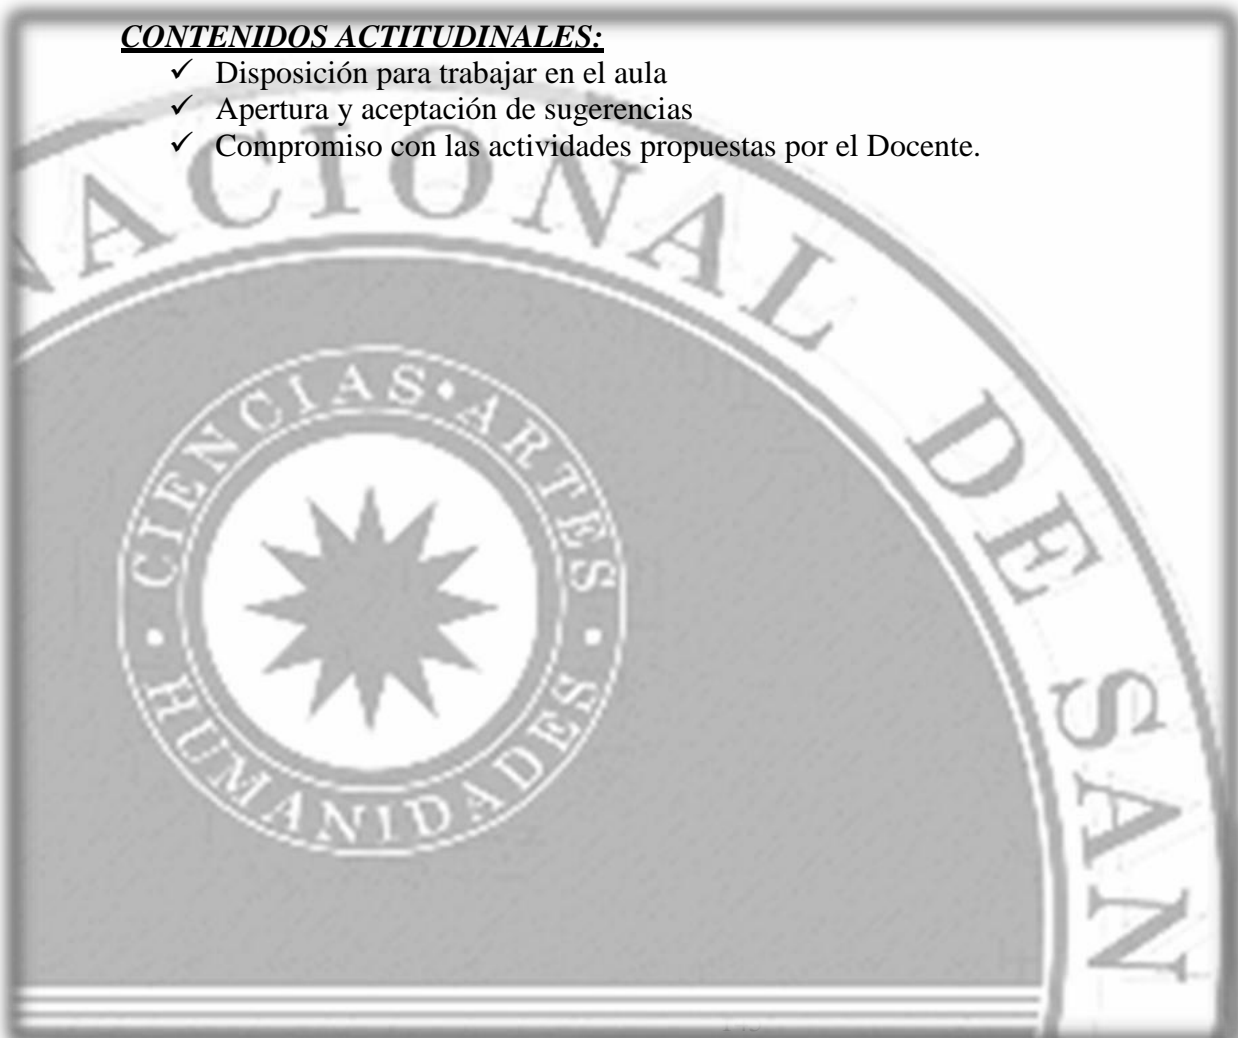 CONTENIDOS ACTITUDINALES:
✓ Disposición para trabajar en el aula
✓ Apertura y aceptación de sugerencias
✓ Compromiso con las actividades propuestas por el Docente.
NACIONAL DE SAN
CIENCIAS • ARTES •
HUMANIDADES •